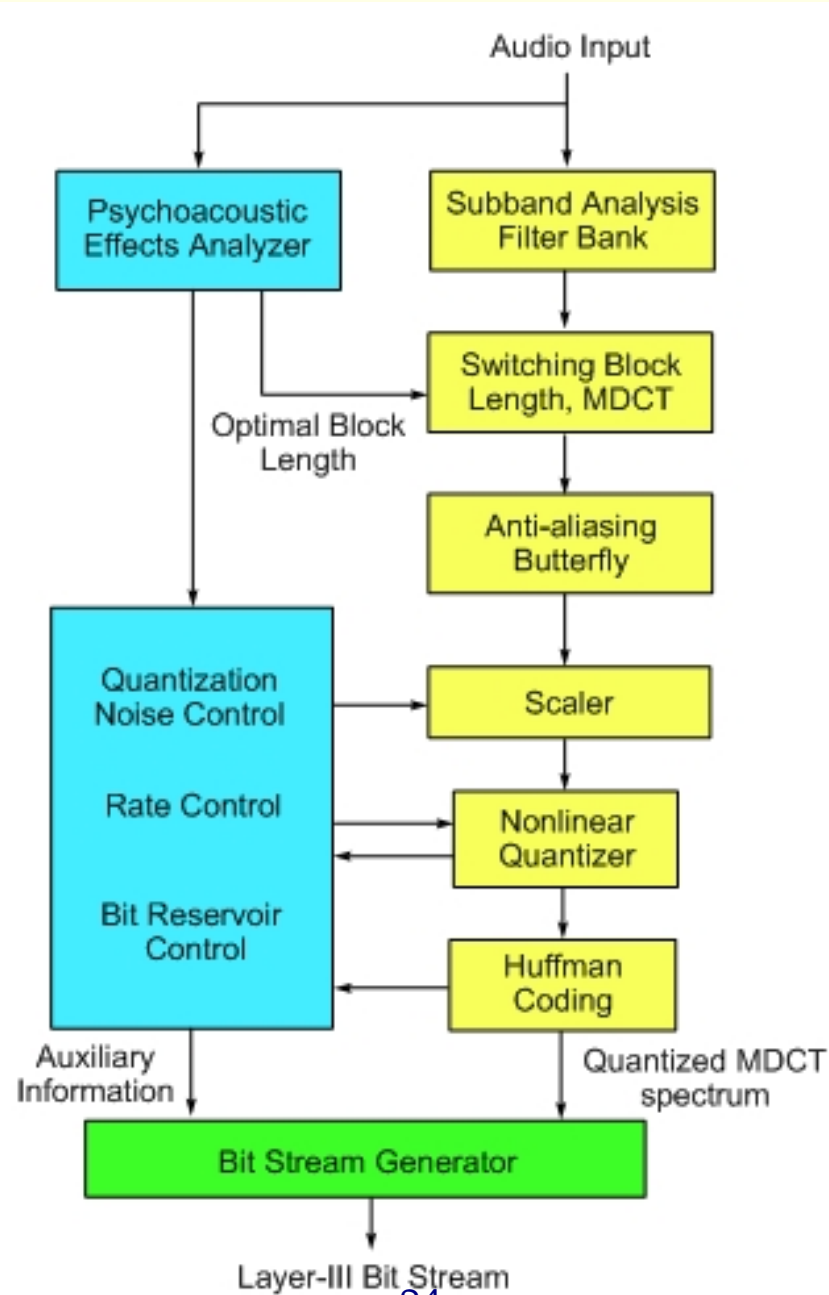 Audio Input
Psychoacoustic
Effects Analyzer
Subband Analysis
Filter Bank
Switching Block
Length, MDCT
Optimal Block
Length
Anti-aliasing
Butterfly
Quantization
Noise Control
Scaler
Rate Control
Nonlinear
Quantizer
Bit Reservoir
Control
Huffman
Coding
Auxiliary
Information
Quantized MDCT
spectrum
Bit Stream Generator
Layer-III Bit Stream